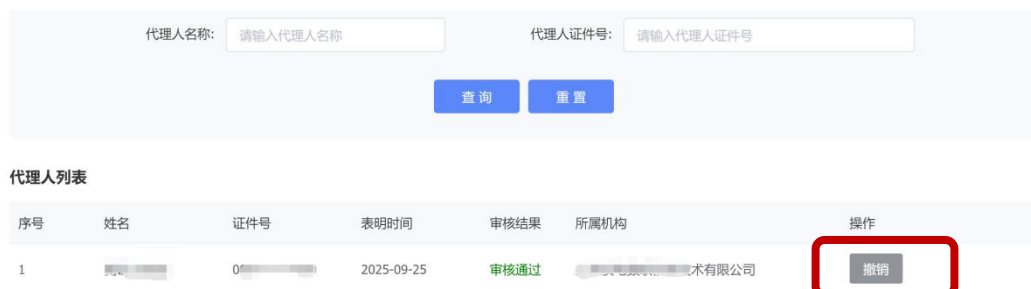 代理人名称: 请输入代理人名称 代理人证件号: 请输入代理人证件号
查询 重置
代理人列表
序号 姓名 证件号 表明时间 审核结果 所属机构 操作
1 2025-09-25 审核通过 术有限公司 撤销